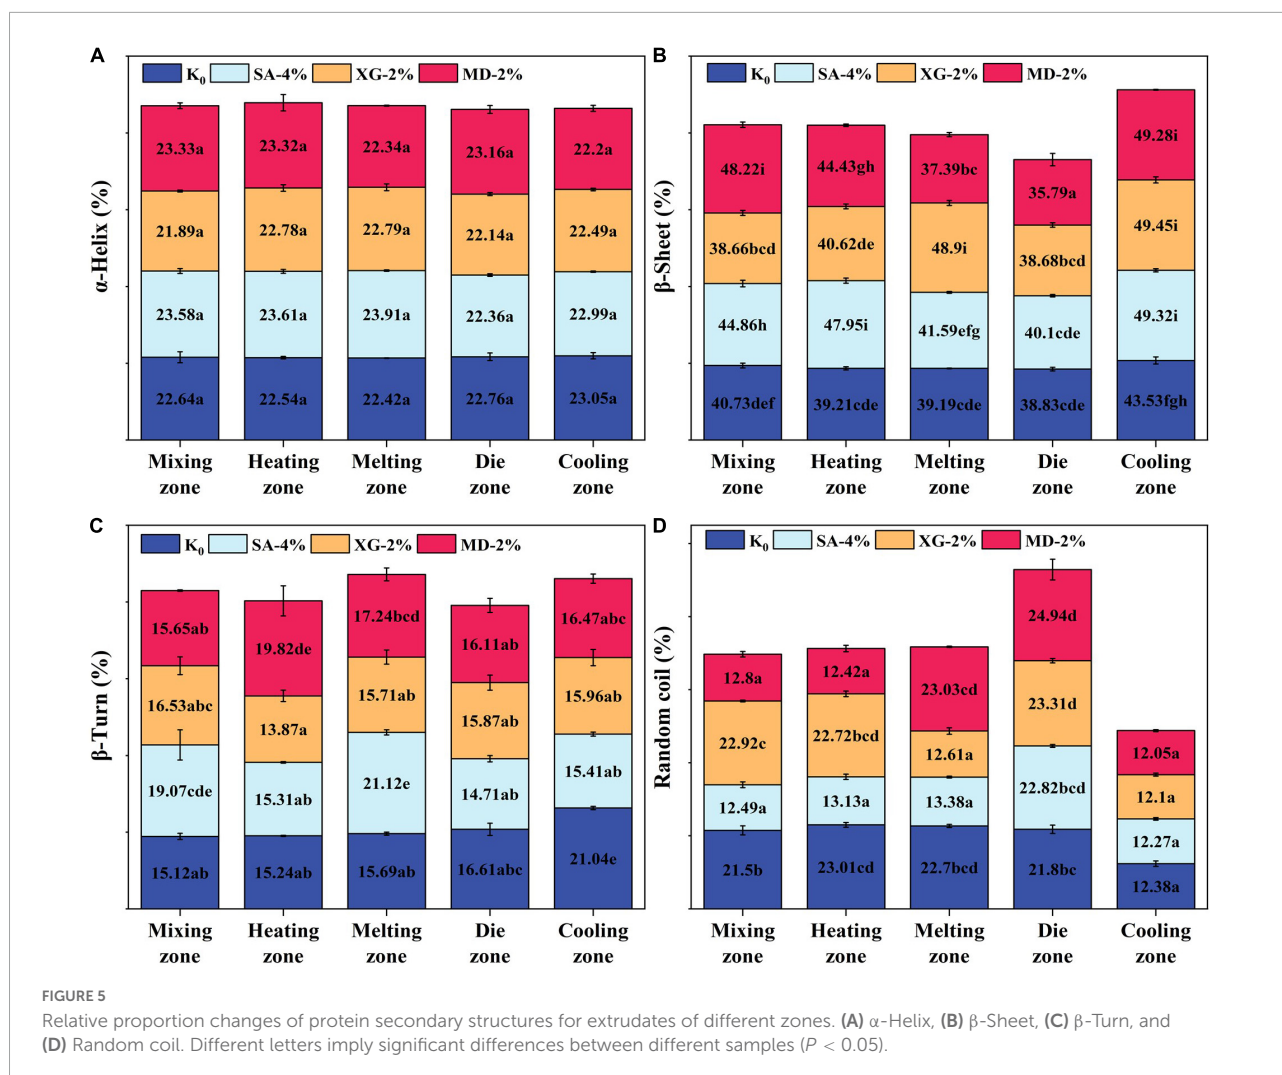 A
K0 SA-4% XG-2% MD-2%
α-Helix (%)
23.33a 23.32a 22.34a 23.16a 22.2a
21.89a 22.78a 22.79a 22.14a 22.49a
23.58a 23.61a 23.91a 22.36a 22.99a
22.64a 22.54a 22.42a 22.76a 23.05a
Mixing Heating Melting Die Cooling
zone zone zone zone zone
B
K0 SA-4% XG-2% MD-2%
β-Sheet (%)
48.22i 44.43gh 37.39bc 35.79a 49.28i
38.66bcd 40.62de 48.9i 38.68bcd 49.45i
44.86h 47.95i 41.59efg 40.1cde 49.32i
40.73def 39.21cde 39.19cde 38.83cde 43.53fgh
Mixing Heating Melting Die Cooling
zone zone zone zone zone
C
K0 SA-4% XG-2% MD-2%
β-Turn (%)
15.65ab 19.82de 17.24bcd 16.11ab 16.47abc
16.53abc 13.87a 15.71ab 15.87ab 15.96ab
19.07cde 15.31ab 21.12e 14.71ab 15.41ab
15.12ab 15.24ab 15.69ab 16.61abc 21.04e
Mixing Heating Melting Die Cooling
zone zone zone zone zone
D
K0 SA-4% XG-2% MD-2%
Random coil (%)
12.8a 12.42a 23.03cd 24.94d 12.05a
22.92c 22.72bcd 12.61a 23.31d 12.1a
12.49a 13.13a 13.38a 22.82bcd 12.27a
21.5b 23.01cd 22.7bcd 21.8bc 12.38a
Mixing Heating Melting Die Cooling
zone zone zone zone zone
FIGURE 5
Relative proportion changes of protein secondary structures for extrudates of different zones. (A) α-Helix, (B) β-Sheet, (C) β-Turn, and
(D) Random coil. Different letters imply significant differences between different samples (P < 0.05).